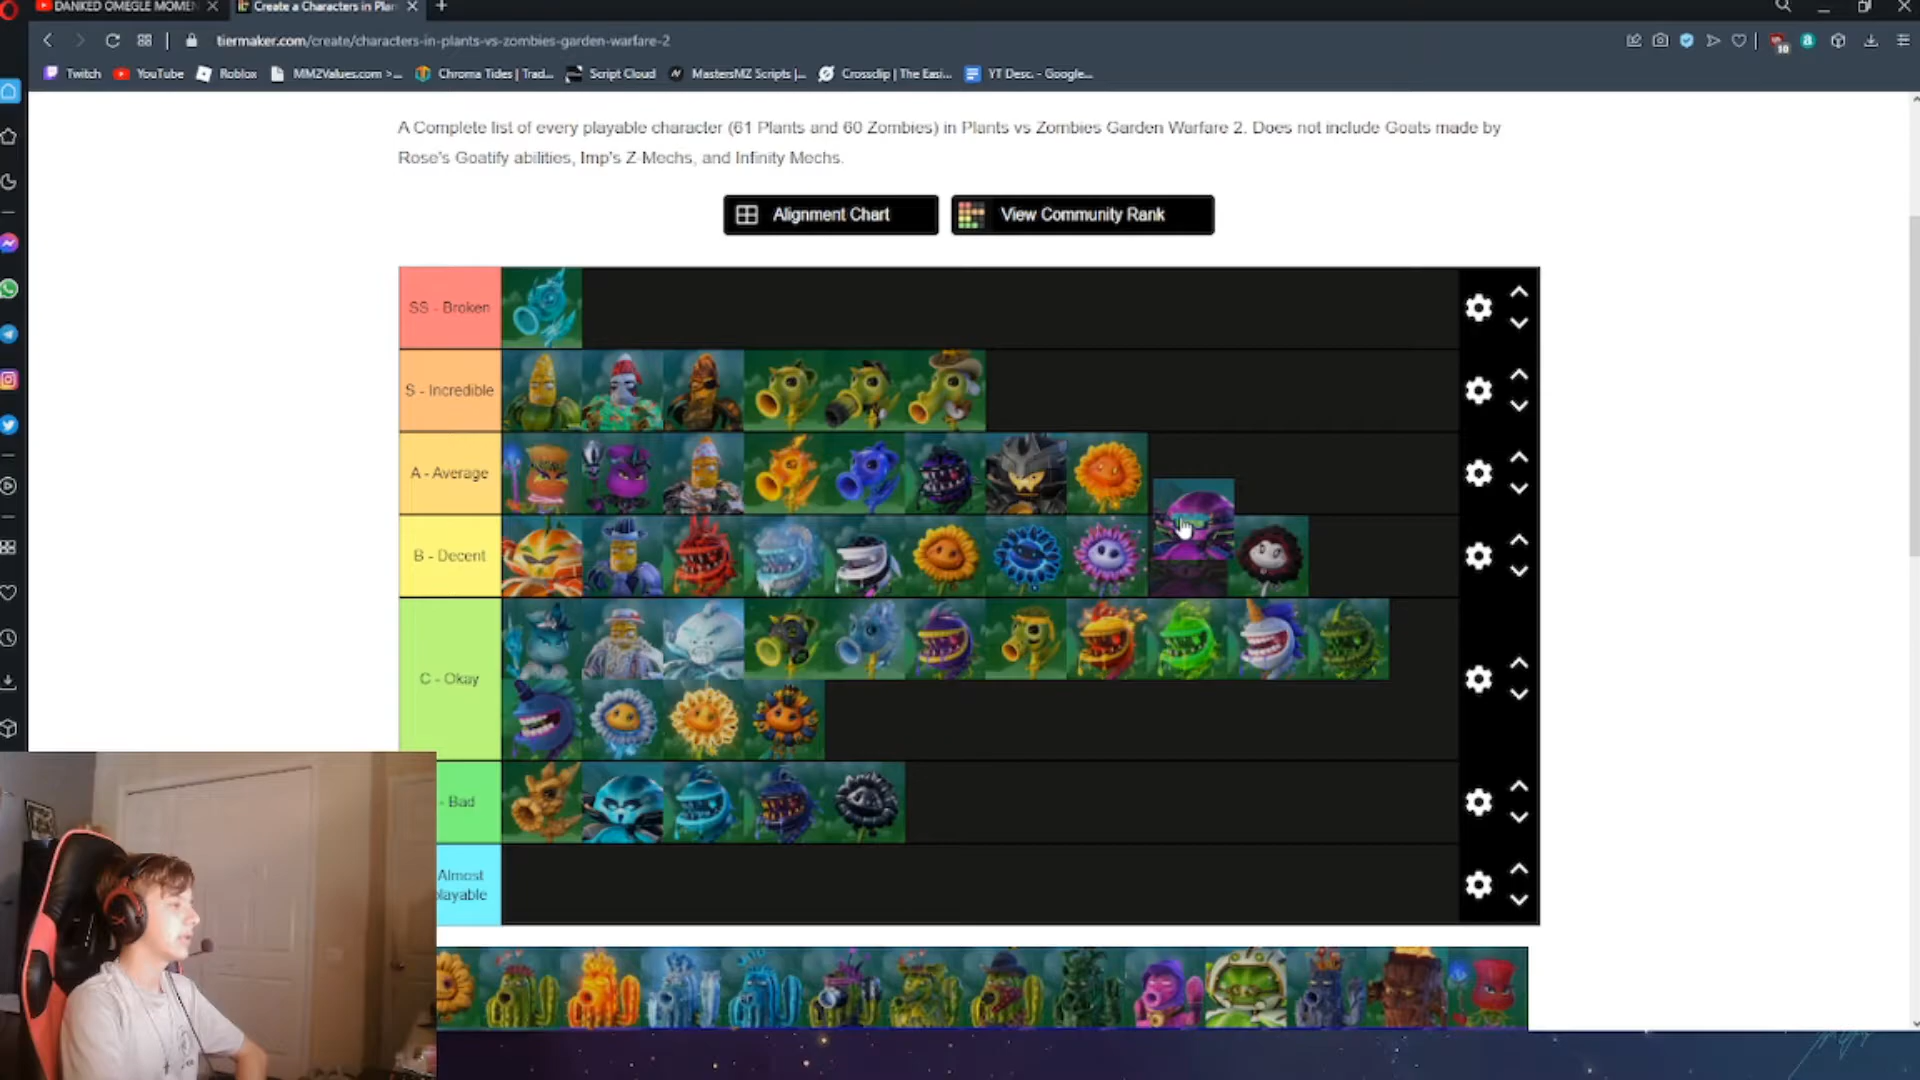 DANKED OMEGLE MOMEN
Create a Characters in Plan
tiermaker.com/create/characters-in-plants-vs-zombies-garden-warfare-2
10
Twitch
YouTube
Roblox
MM2Values.com >...
Chroma Tides | Trad...
Script Cloud
MastersMZ Scripts |...
Crossclip | The Easi...
YT Desc. - Google...
A Complete list of every playable character (61 Plants and 60 Zombies) in Plants vs Zombies Garden Warfare 2. Does not include Goats made by
Rose's Goatify abilities, Imp's Z-Mechs, and Infinity Mechs.
Alignment Chart
View Community Rank
SS - Broken
S - Incredible
A - Average
B - Decent
C - Okay
- Bad
Almost
playable